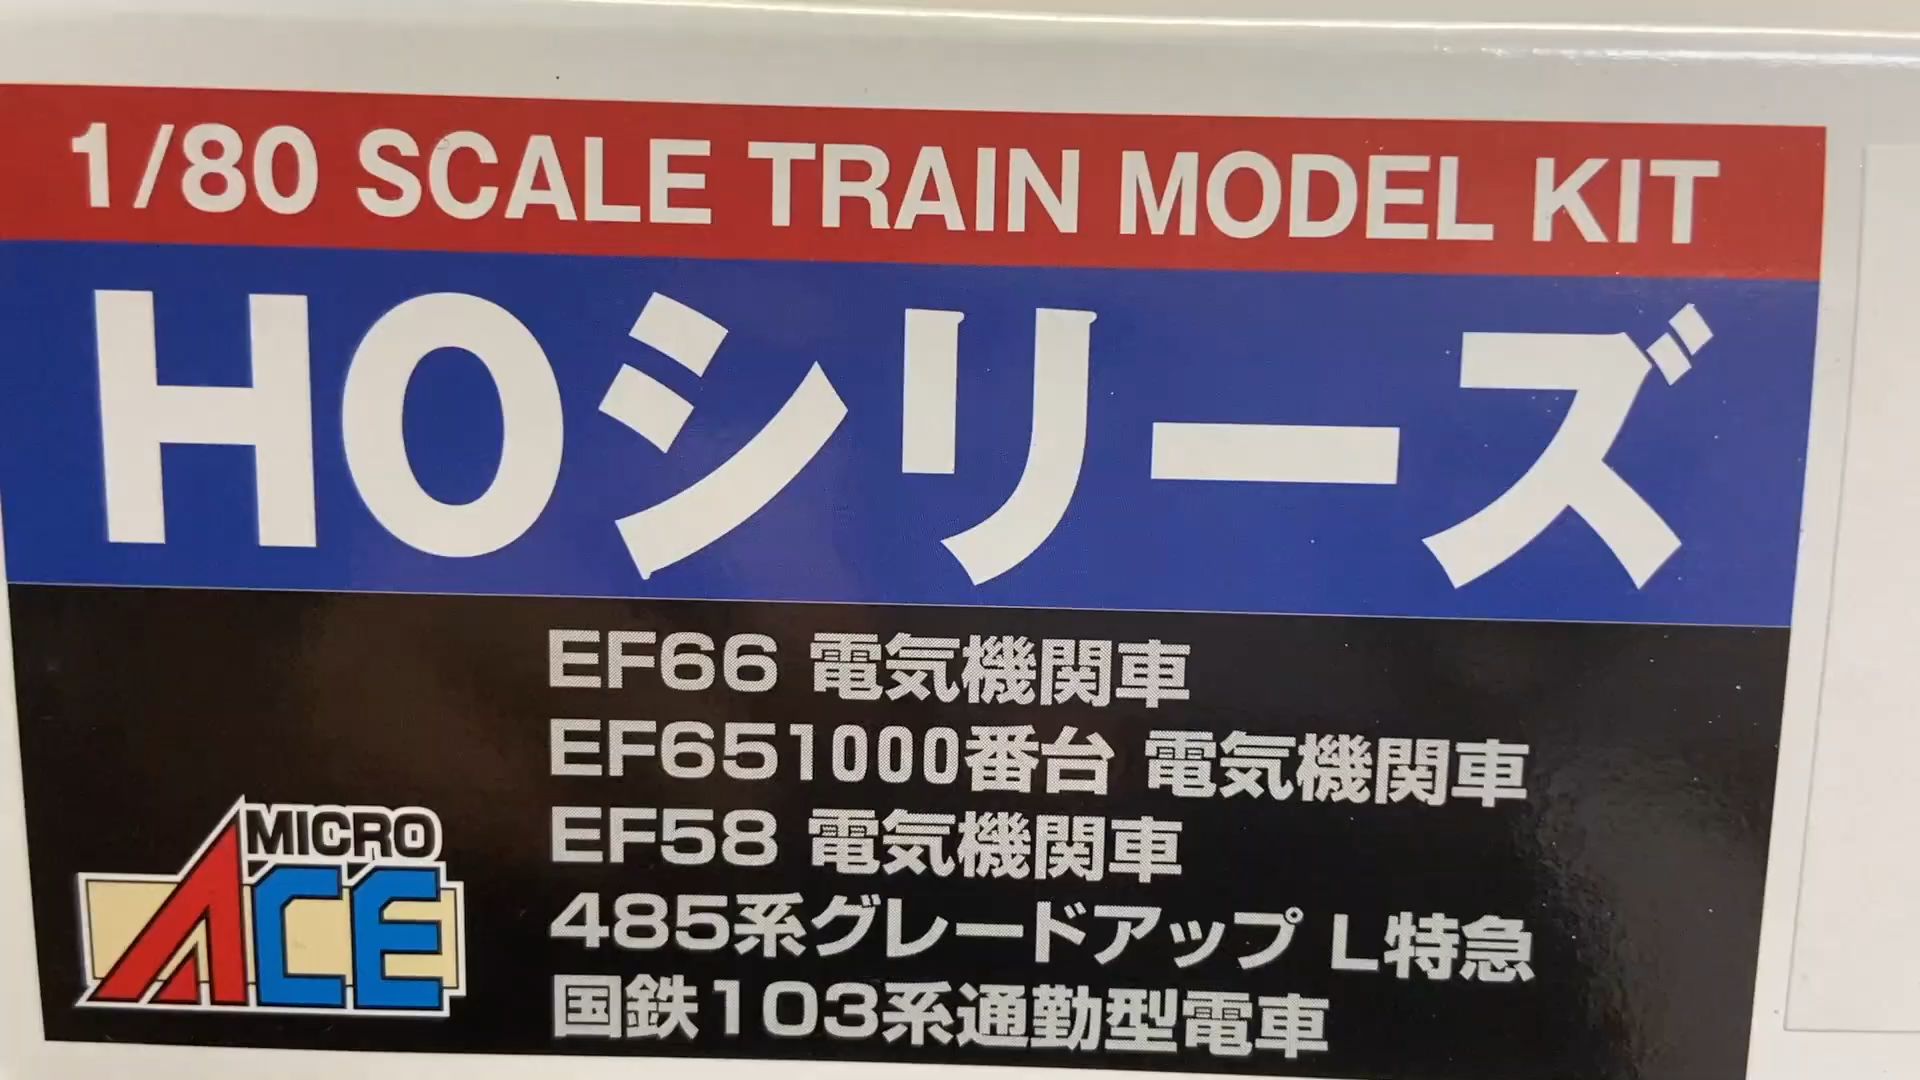 1/80 SCALE TRAIN MODEL KIT
HOシリーズ
EF66 電気機関車
EF651000番台 電気機関車
EF58 電気機関車
485系グレードアップ L特急
国鉄103系通勤型電車
MICRO
ACE